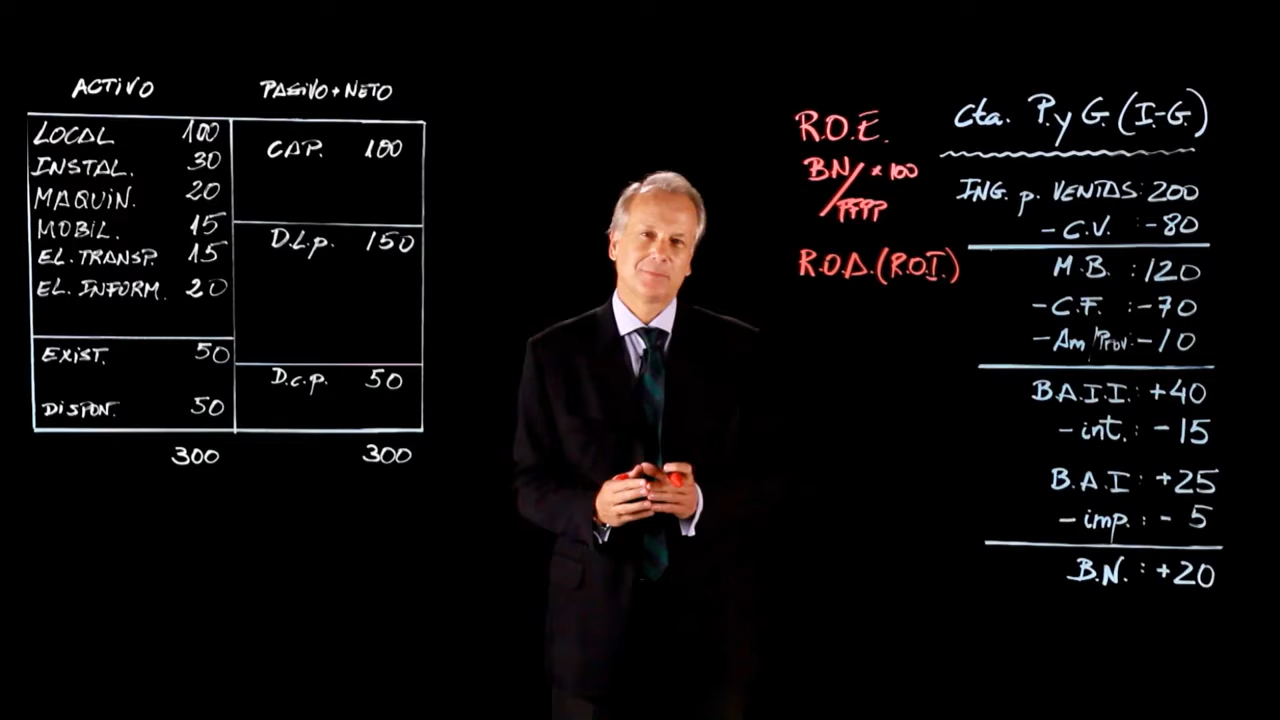 ACTIVO
LOCAL 100
INSTAL. 30
MAQUIN. 20
MOBIL. 15
EL. TRANSP. 15
EL. INFORM. 20
EXIST. 50
DISPON. 50
300
PASIVO + NETO
CAP. 100
D.L.p. 150
D.c.p. 50
300
R.O.E.
BN/PFPP × 100
R.O.A. (R.O.I.)
Cta. P. y G. (I-G.)
ING. p. VENTAS: 200
- C.V. : -80
M.B. : 120
- C.F. : -70
- Am/Prov: -10
B.A.I.I. : +40
- int. : -15
B.A.I : +25
- imp. : - 5
B.N. : +20